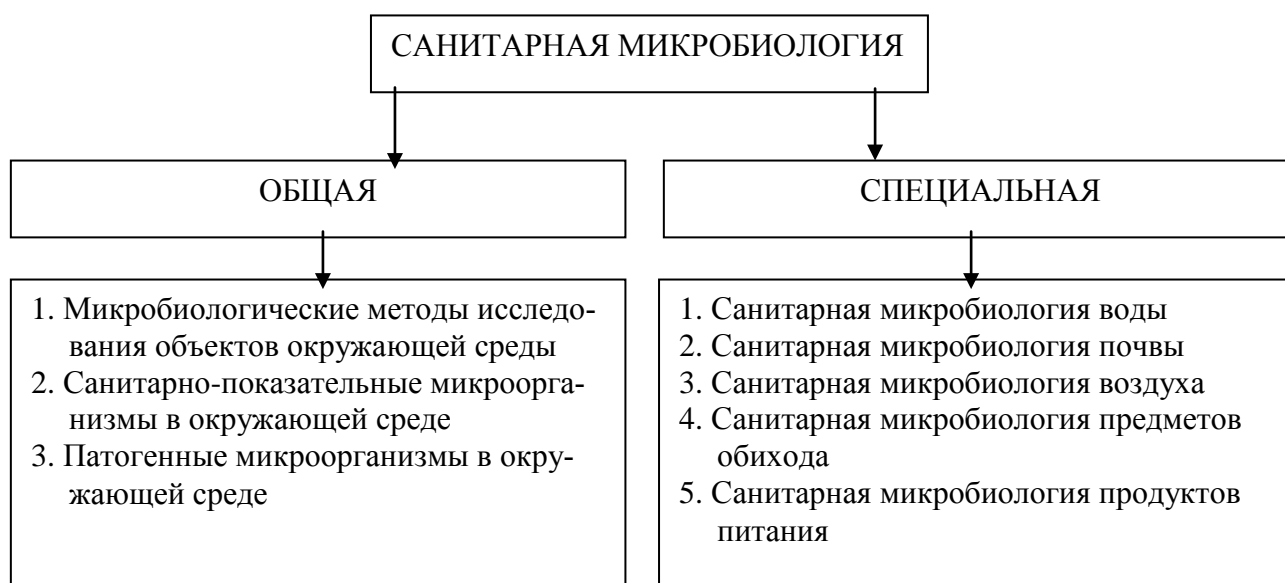 САНИТАРНАЯ МИКРОБИОЛОГИЯ
ОБЩАЯ
СПЕЦИАЛЬНАЯ
1. Микробиологические методы исследо-
вания объектов окружающей среды
2. Санитарно-показательные микроорга-
низмы в окружающей среде
3. Патогенные микроорганизмы в окру-
жающей среде
1. Санитарная микробиология воды
2. Санитарная микробиология почвы
3. Санитарная микробиология воздуха
4. Санитарная микробиология предметов
обихода
5. Санитарная микробиология продуктов
питания